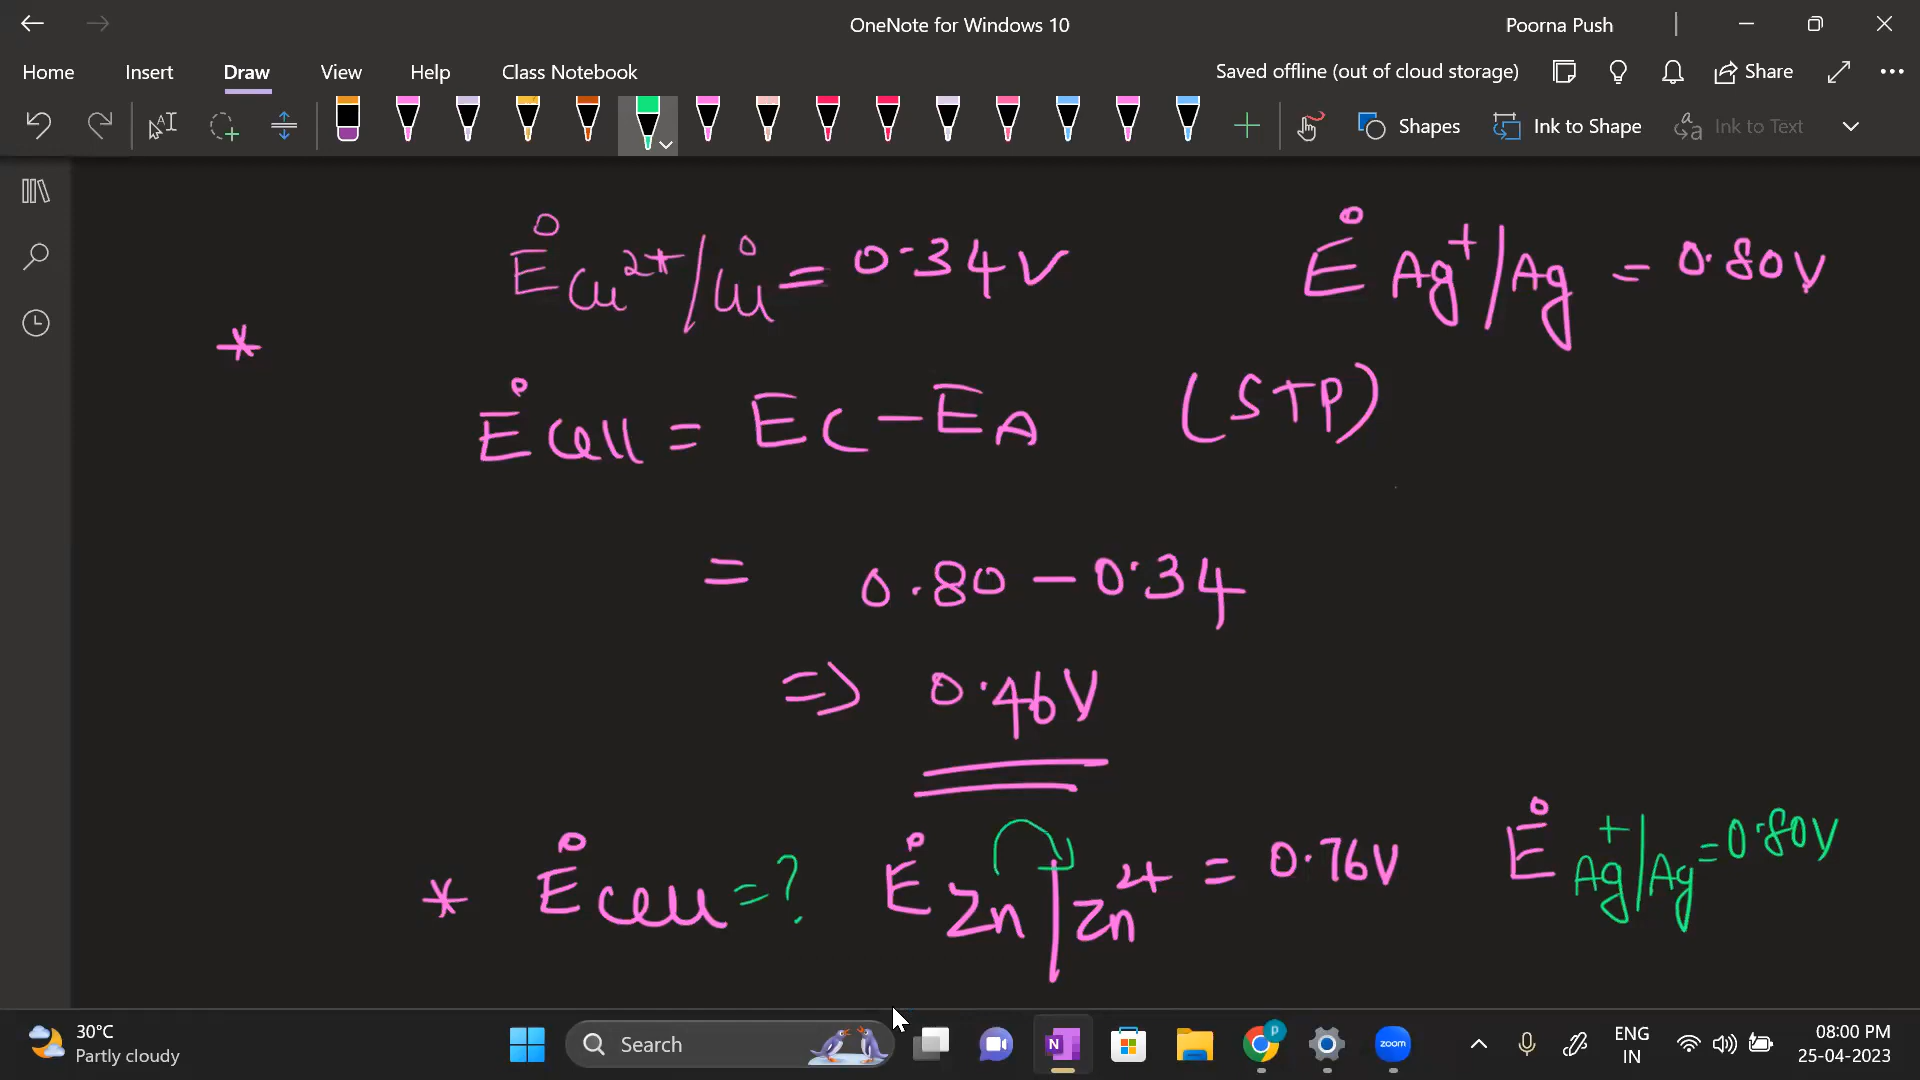 OneNote for Windows 10
Poorna Push
Home Insert Draw View Help Class Notebook
Saved offline (out of cloud storage)
Share
Shapes
Ink to Shape
Ink to Text
E° Cu²⁺/Cu° = 0.34V
E° Ag⁺/Ag = 0.80V
*
E°cell = EC - EA (STP)
= 0.80 - 0.34
=> 0.46V
* E°cell = ? E° Zn | Zn²⁺ = 0.76V
E° Ag⁺/Ag = 0.80V
30°C
Partly cloudy
Search
zoom
ENG
IN
08:00 PM
25-04-2023